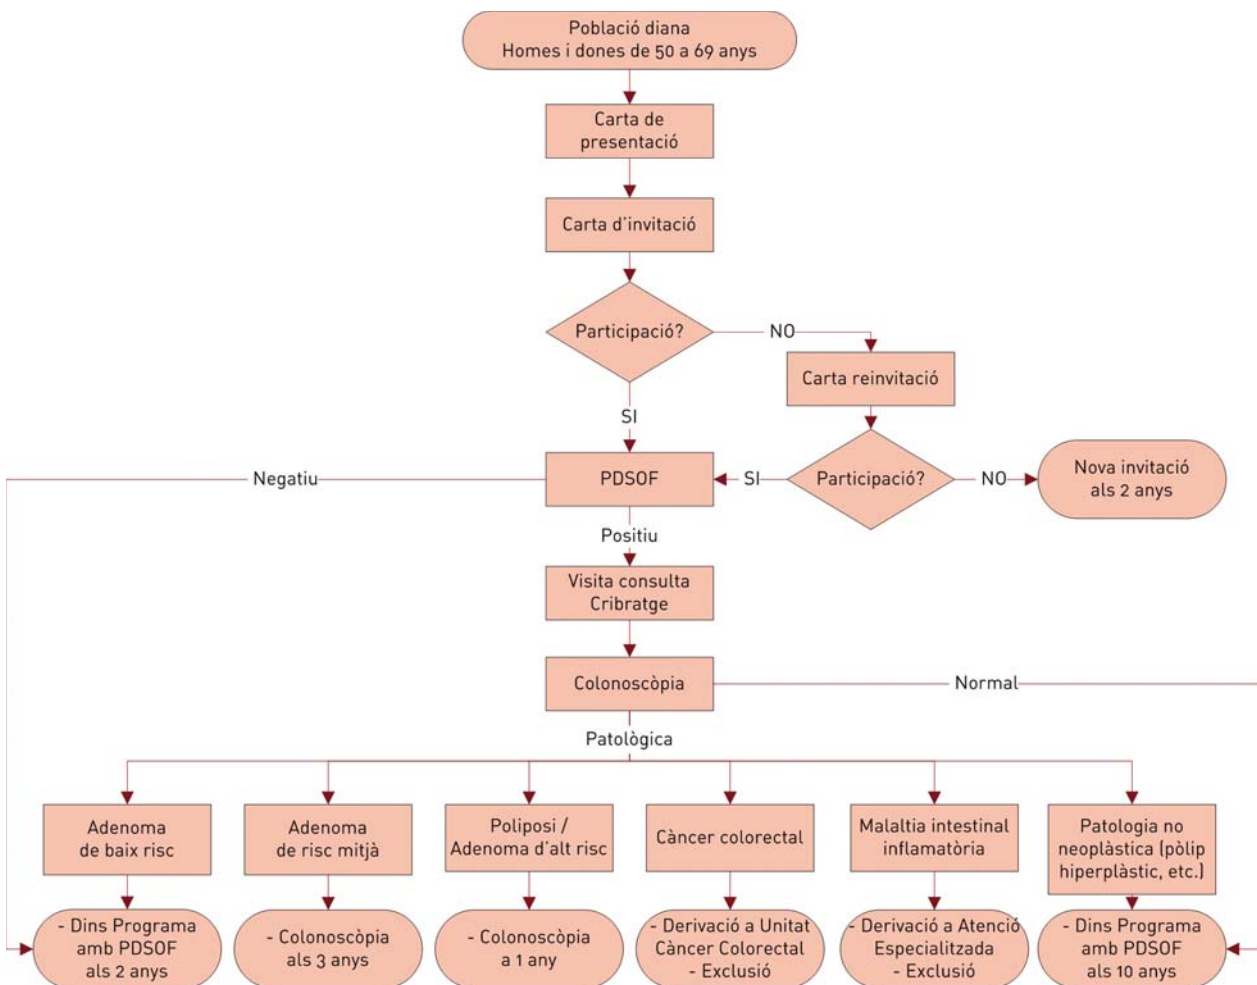 Població diana
Homes i dones de 50 a 69 anys
Carta de
presentació
Carta d'invitació
Participació?
NO
Carta reinvitació
SI
Negatiu
PDSOF
SI
Participació?
NO
Nova invitació
als 2 anys
Positiu
Visita consulta
Cribratge
Colonoscòpia
Normal
Patològica
Adenoma
de baix risc
Adenoma
de risc mitjà
Poliposi /
Adenoma d'alt risc
Càncer colorectal
Malaltia intestinal
inflamatòria
Patologia no
neoplàstica (pòlip
hiperplàstic, etc.)
- Dins Programa
amb PDSOF
als 2 anys
- Colonoscòpia
als 3 anys
- Colonoscòpia
a 1 any
- Derivació a Unitat
Càncer Colorectal
- Exclusió
- Derivació a Atenció
Especialitzada
- Exclusió
- Dins Programa
amb PDSOF
als 10 anys